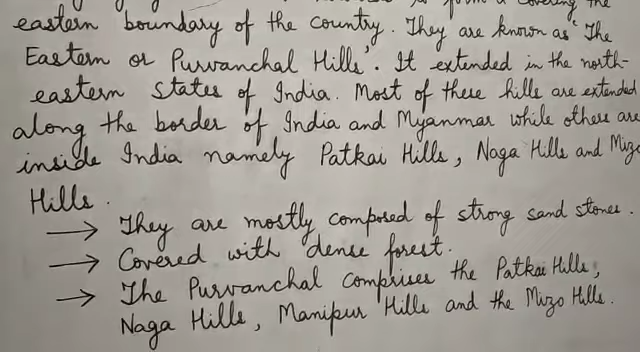 form a covering the
eastern boundary of the country. They are known as "The
Eastern or Purvanchal Hills". It extended in the north-
eastern States of India. Most of these hills are extended
along the border of India and Myanmar while others are
inside India namely Patkai Hills, Naga Hills and Mizo
Hills.
→ They are mostly composed of strong sand stones.
→ Covered with dense forest.
→ The Purvanchal comprises the Patkai Hills,
Naga Hills, Manipur Hills and the Mizo Hills.